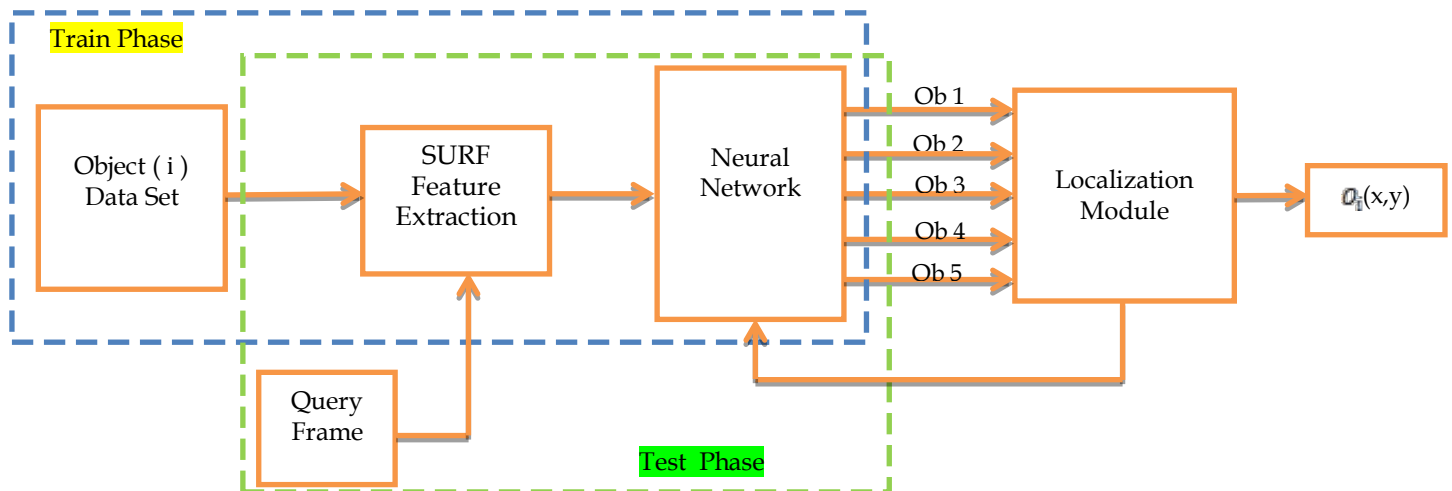 Train Phase
Object ( i )
Data Set
SURF
Feature
Extraction
Neural
Network
Ob 1
Ob 2
Ob 3
Ob 4
Ob 5
Localization
Module
O_i(x,y)
Query
Frame
Test Phase